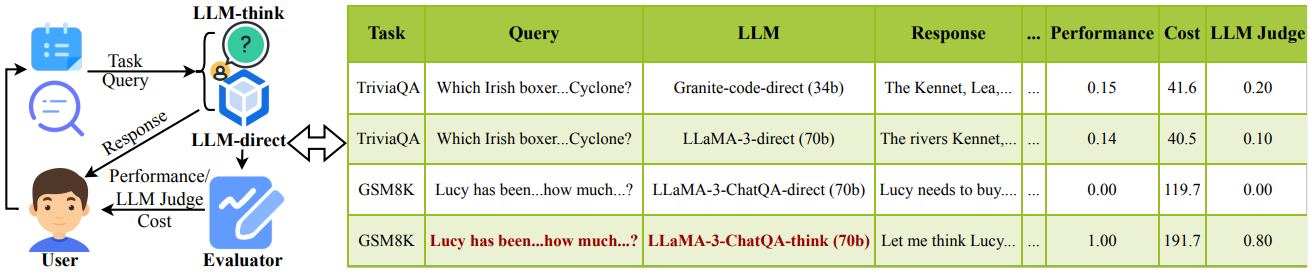 LLM-think
?
Task
Query
Response
LLM-direct
Performance/
LLM Judge
Cost
User
Evaluator
Task Query LLM Response ... Performance Cost LLM Judge
TriviaQA Which Irish boxer...Cyclone? Granite-code-direct (34b) The Kennet, Lea,... ... 0.15 41.6 0.20
TriviaQA Which Irish boxer...Cyclone? LLaMA-3-direct (70b) The rivers Kennet,... ... 0.14 40.5 0.10
GSM8K Lucy has been...how much...? LLaMA-3-ChatQA-direct (70b) Lucy needs to buy.... ... 0.00 119.7 0.00
GSM8K Lucy has been...how much...? LLaMA-3-ChatQA-think (70b) Let me think Lucy... ... 1.00 191.7 0.80